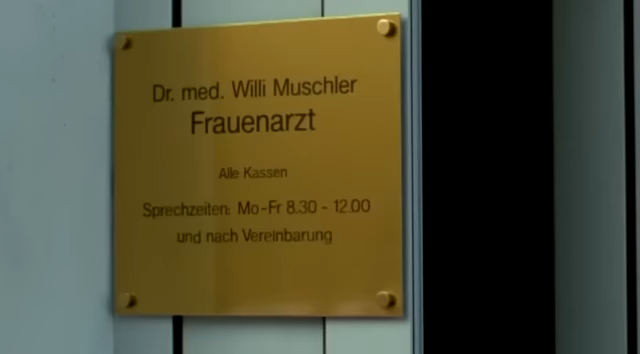 Dr. med. Willi Muschler
Frauenarzt
Alle Kassen
Sprechzeiten: Mo-Fr 8.30 - 12.00
und nach Vereinbarung